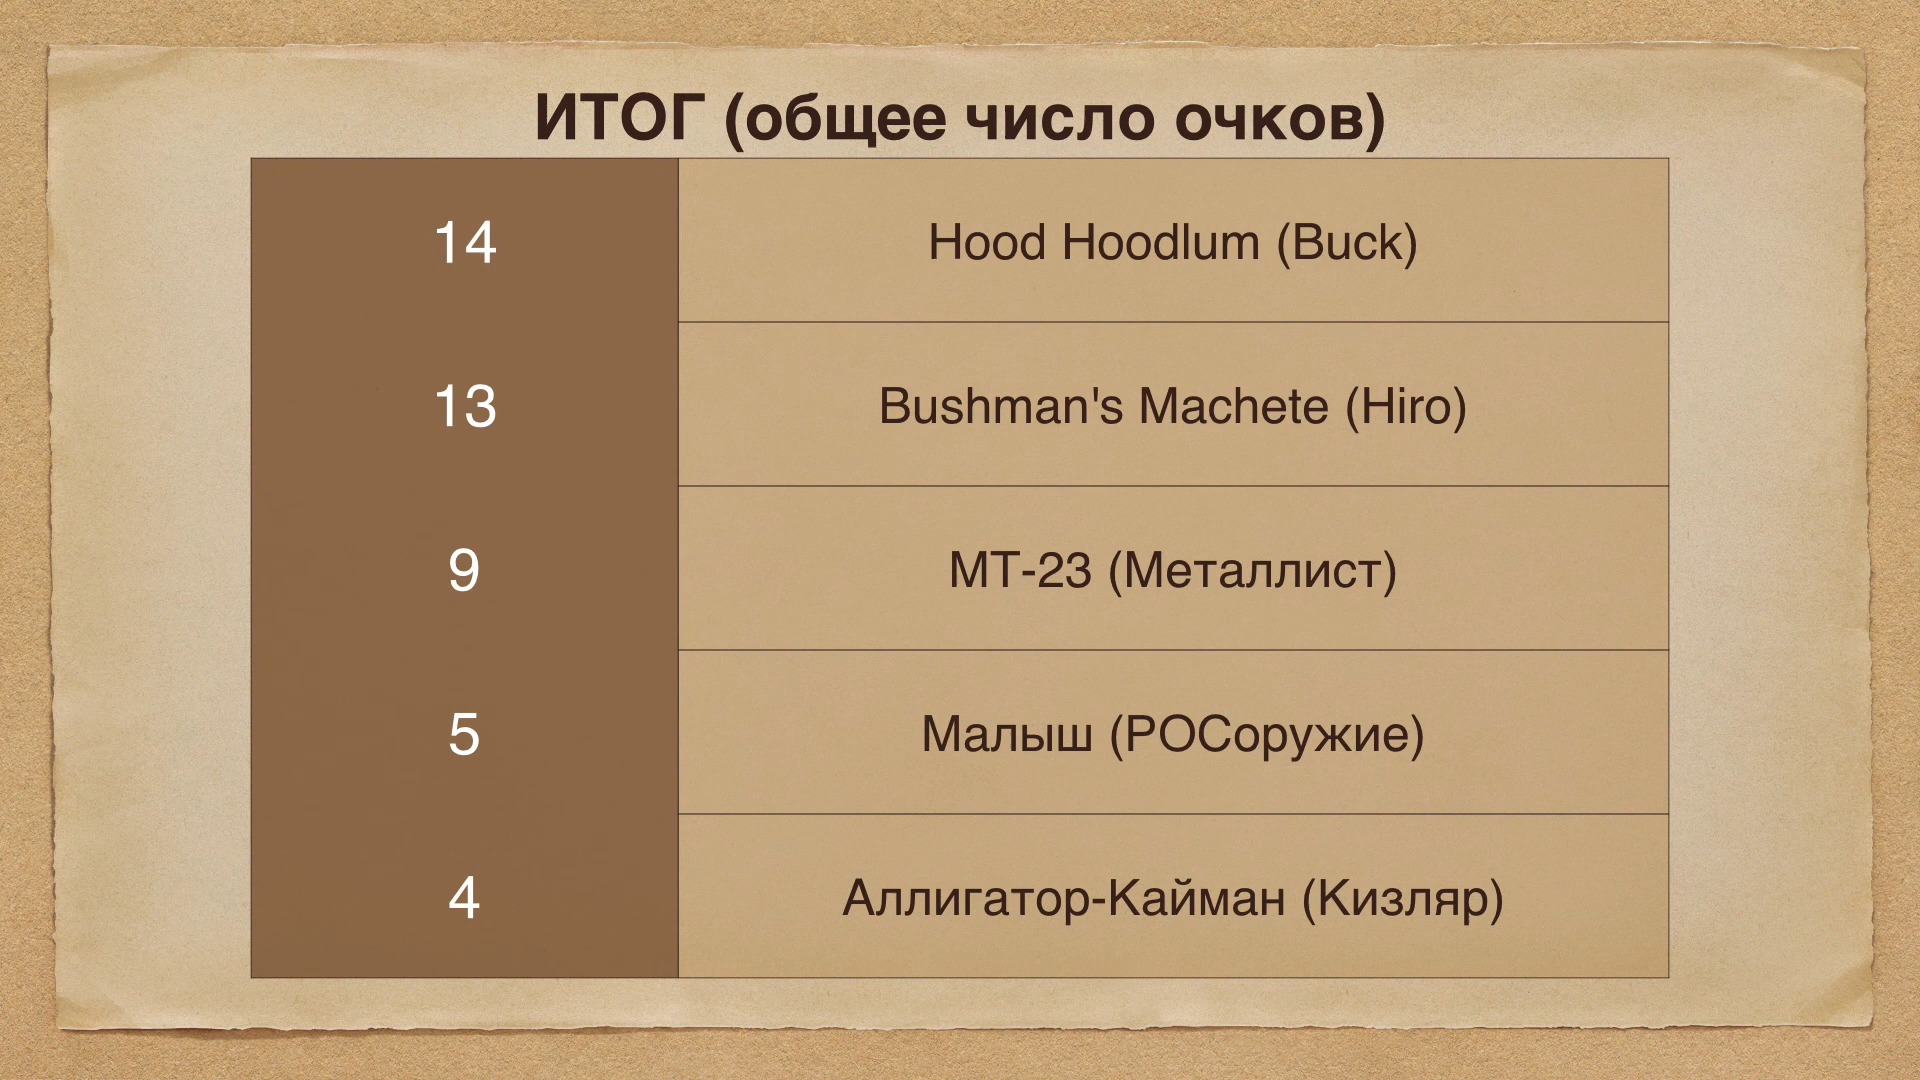 ИТОГ (общее число очков)
14 Hood Hoodlum (Buck)
13 Bushman's Machete (Hiro)
9 МТ-23 (Металлист)
5 Малыш (РОСоружие)
4 Аллигатор-Кайман (Кизляр)